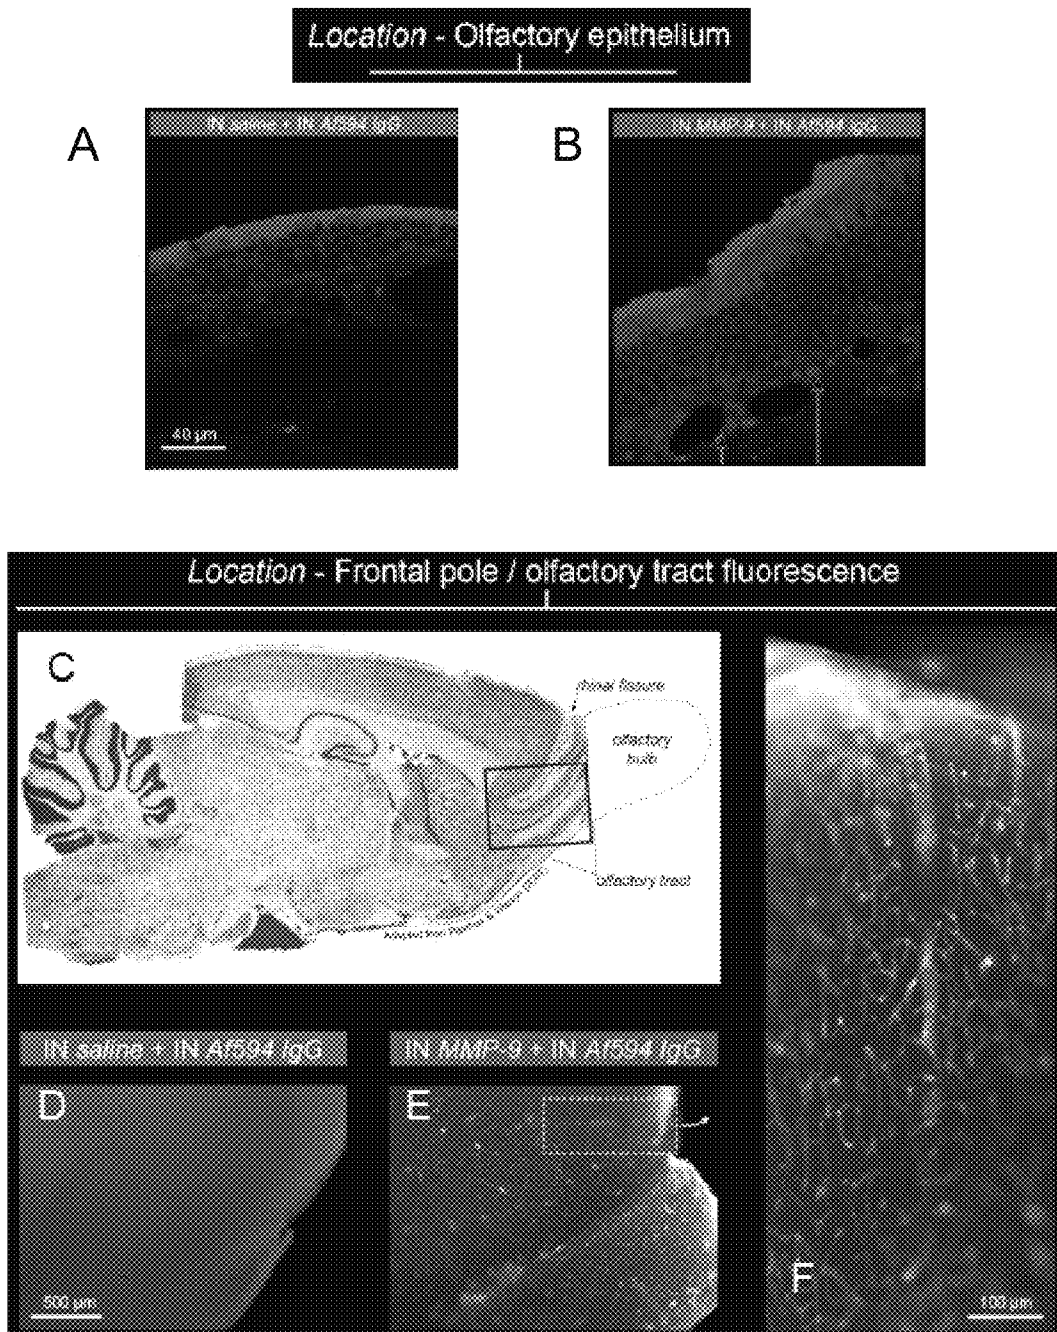 Location - Olfactory epithelium
A
IN saline + IN Af594 IgG
40 µm
B
IN MMP-9 + IN Af594 IgG
Location - Frontal pole / olfactory tract fluorescence
C
rhinal fissure
olfactory
bulb
olfactory tract
Adapted from
IN saline + IN Af594 IgG
D
500 µm
IN MMP-9 + IN Af594 IgG
E
F
100 µm